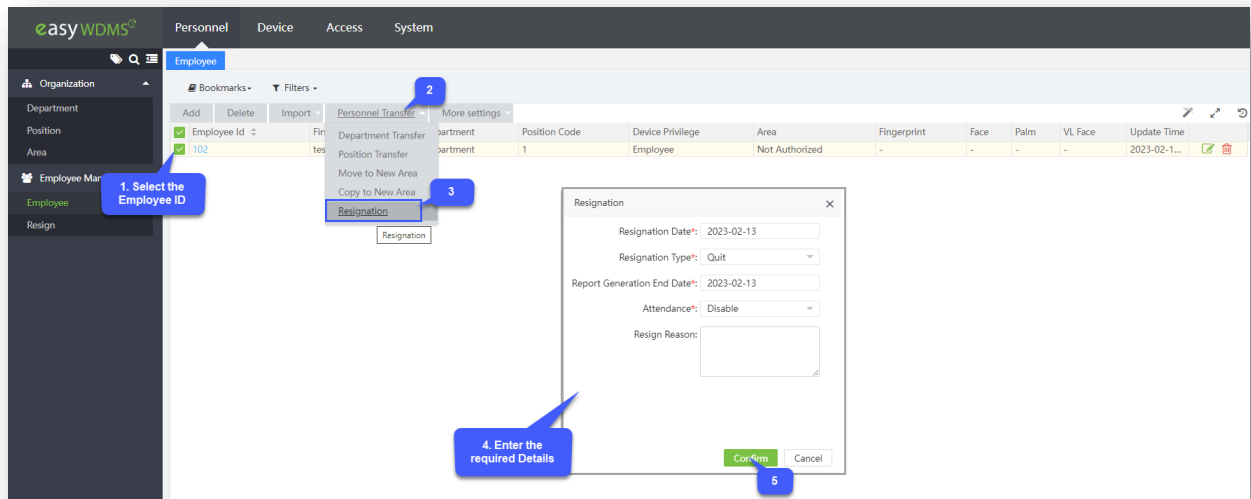 easy WDMS
Personnel Device Access System
Employee
Organization
Bookmarks Filters
2
Department
Add Delete Import Personnel Transfer More settings
Employee Id Position Code Device Privilege Area Fingerprint Face Palm VL Face Update Time
Position
Department Transfer
102 1 Employee Not Authorized - - - - 2023-02-1...
Area
Position Transfer
Move to New Area
Employee
1. Select the
Employee ID
Copy to New Area
3
Employee
Resignation
Resign
Resignation
Resignation
Resignation Date*: 2023-02-13
Resignation Type*: Quit
Report Generation End Date*: 2023-02-13
Attendance*: Disable
Resign Reason:
4. Enter the
required Details
Confirm Cancel
5